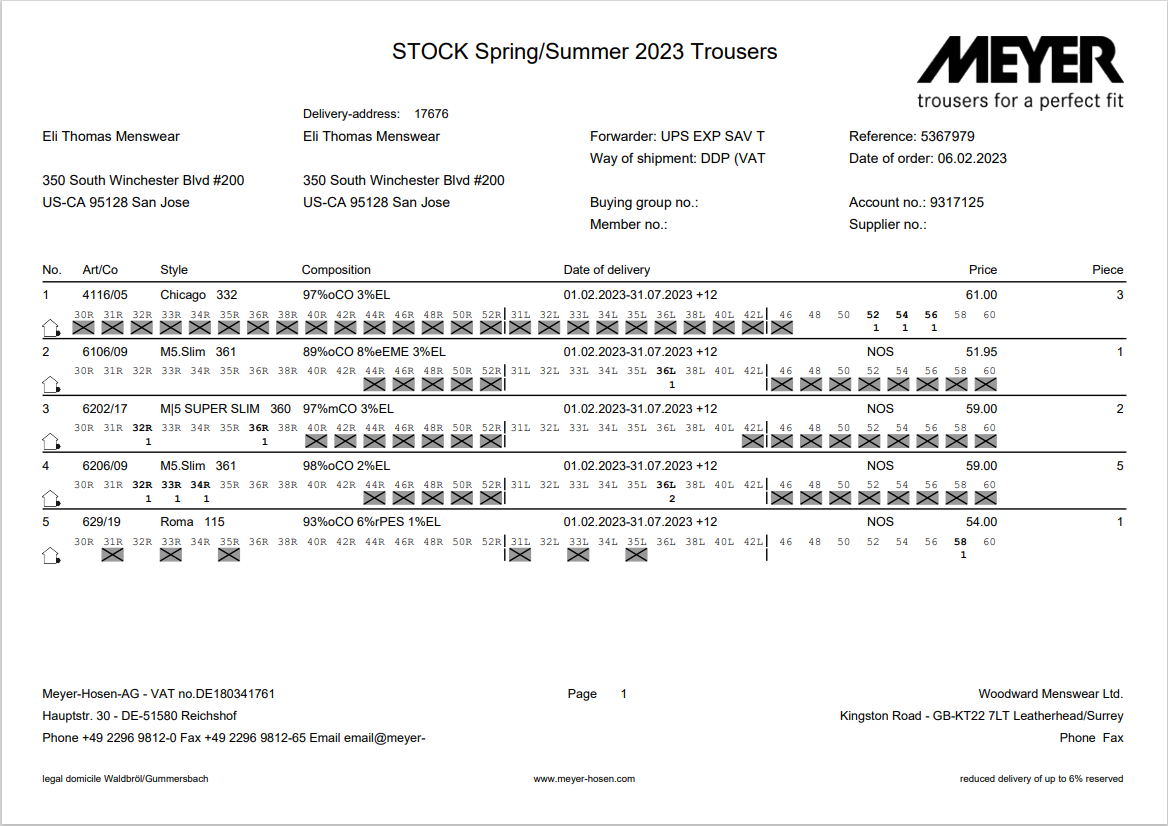 STOCK Spring/Summer 2023 Trousers
MEYER
trousers for a perfect fit
Delivery-address: 17676
Eli Thomas Menswear Eli Thomas Menswear Forwarder: UPS EXP SAV T Reference: 5367979
Way of shipment: DDP (VAT Date of order: 06.02.2023
350 South Winchester Blvd #200 350 South Winchester Blvd #200
US-CA 95128 San Jose US-CA 95128 San Jose Buying group no.: Account no.: 9317125
Member no.: Supplier no.:
No. Art/Co Style Composition Date of delivery Price Piece
1 4116/05 Chicago 332 97%oCO 3%EL 01.02.2023-31.07.2023 +12 61.00 3
30R 31R 32R 33R 34R 35R 36R 38R 40R 42R 44R 46R 48R 50R 52R 31L 32L 33L 34L 35L 36L 38L 40L 42L 46 48 50 52 54 56 58 60
1 1 1
2 6106/09 M5.Slim 361 89%oCO 8%eEME 3%EL 01.02.2023-31.07.2023 +12 NOS 51.95 1
30R 31R 32R 33R 34R 35R 36R 38R 40R 42R 44R 46R 48R 50R 52R 31L 32L 33L 34L 35L 36L 38L 40L 42L 46 48 50 52 54 56 58 60
1
3 6202/17 M|5 SUPER SLIM 360 97%mCO 3%EL 01.02.2023-31.07.2023 +12 NOS 59.00 2
30R 31R 32R 33R 34R 35R 36R 38R 40R 42R 44R 46R 48R 50R 52R 31L 32L 33L 34L 35L 36L 38L 40L 42L 46 48 50 52 54 56 58 60
1 1
4 6206/09 M5.Slim 361 98%oCO 2%EL 01.02.2023-31.07.2023 +12 NOS 59.00 5
30R 31R 32R 33R 34R 35R 36R 38R 40R 42R 44R 46R 48R 50R 52R 31L 32L 33L 34L 35L 36L 38L 40L 42L 46 48 50 52 54 56 58 60
1 1 1 2
5 629/19 Roma 115 93%oCO 6%rPES 1%EL 01.02.2023-31.07.2023 +12 NOS 54.00 1
30R 31R 32R 33R 34R 35R 36R 38R 40R 42R 44R 46R 48R 50R 52R 31L 32L 33L 34L 35L 36L 38L 40L 42L 46 48 50 52 54 56 58 60
1
Meyer-Hosen-AG - VAT no.DE180341761 Page 1 Woodward Menswear Ltd.
Hauptstr. 30 - DE-51580 Reichshof Kingston Road - GB-KT22 7LT Leatherhead/Surrey
Phone +49 2296 9812-0 Fax +49 2296 9812-65 Email email@meyer- Phone Fax
legal domicile Waldbröl/Gummersbach www.meyer-hosen.com reduced delivery of up to 6% reserved